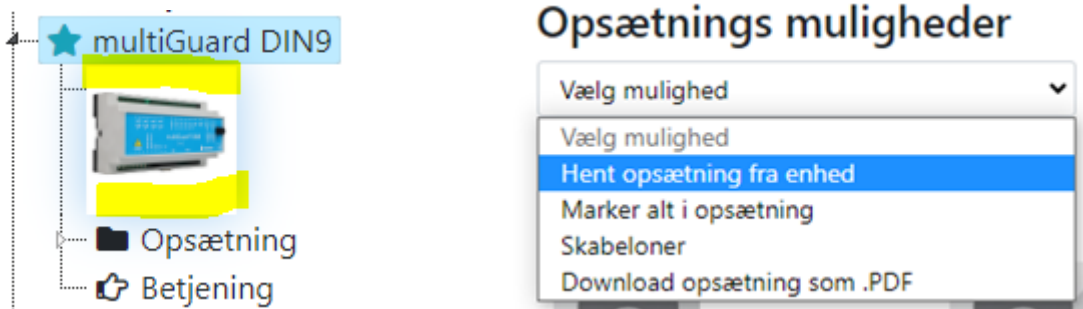 multiGuard DIN9
Opsætning
Betjening
Opsætnings muligheder
Vælg mulighed
Vælg mulighed
Hent opsætning fra enhed
Marker alt i opsætning
Skabeloner
Download opsætning som .PDF